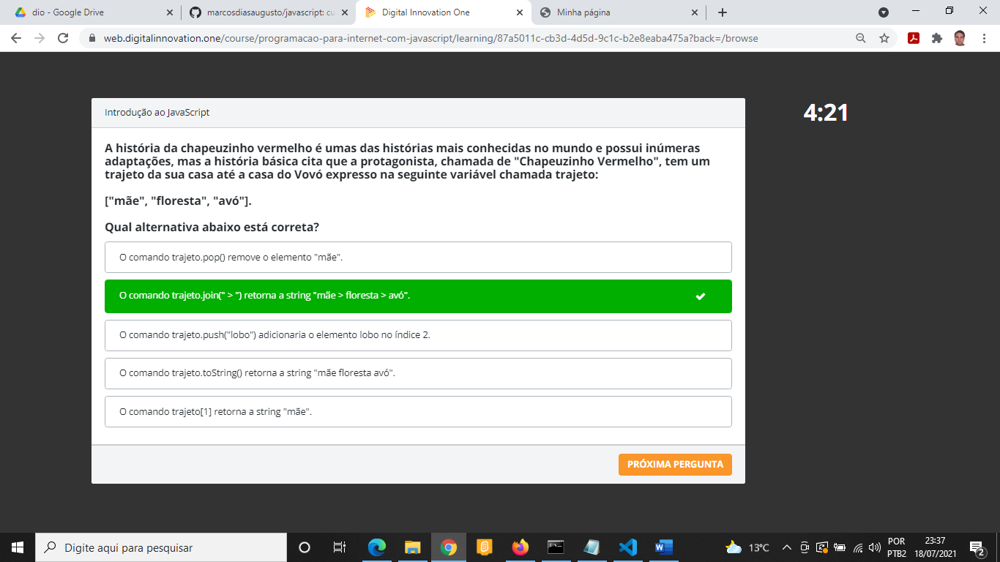 dio - Google Drive
marcosdiasaugusto/javascript: cu
Digital Innovation One
Minha página
web.digitalinnovation.one/course/programacao-para-internet-com-javascript/learning/87a5011c-cb3d-4d5d-9c1c-b2e8eaba475a?back=/browse
Introdução ao JavaScript
4:21
A história da chapeuzinho vermelho é umas das histórias mais conhecidas no mundo e possui inúmeras
adaptações, mas a história básica cita que a protagonista, chamada de "Chapeuzinho Vermelho", tem um
trajeto da sua casa até a casa do Vovó expresso na seguinte variável chamada trajeto:
["mãe", "floresta", "avó"].
Qual alternativa abaixo está correta?
O comando trajeto.pop() remove o elemento "mãe".
O comando trajeto.join(" > ") retorna a string "mãe > floresta > avó".
O comando trajeto.push("lobo") adicionaria o elemento lobo no índice 2.
O comando trajeto.toString() retorna a string "mãe floresta avó".
O comando trajeto[1] retorna a string "mãe".
PRÓXIMA PERGUNTA
Digite aqui para pesquisar
13°C
POR
PTB2
23:37
18/07/2021
2